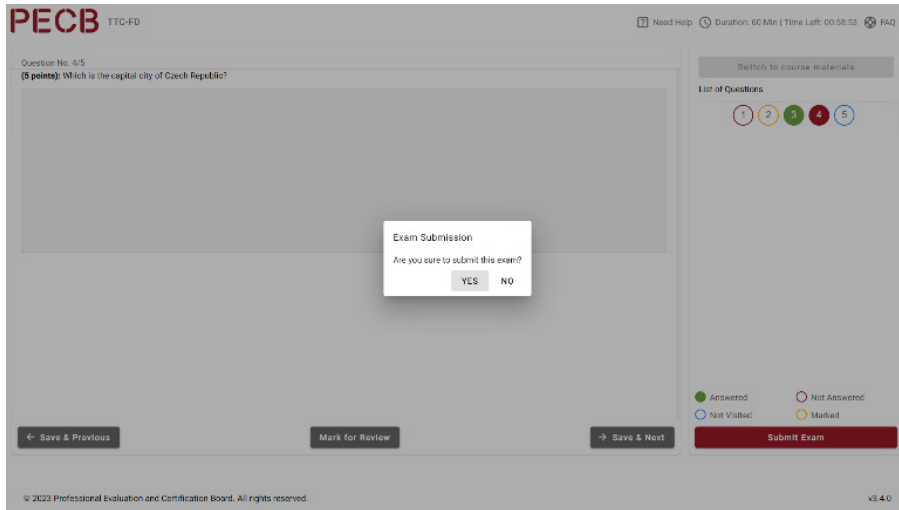 PECB TTC-FD
Need Help Duration: 60 Min | Time Left: 00:58:53 FAQ
Question No. 4/5
(5 points): Which is the capital city of Czech Republic?
Switch to course materials
List of Questions
1 2 3 4 5
Exam Submission
Are you sure to submit this exam?
YES NO
Answered Not Answered
Not Visited Marked
← Save & Previous Mark for Review → Save & Next Submit Exam
© 2023 Professional Evaluation and Certification Board. All rights reserved. v3.4.0